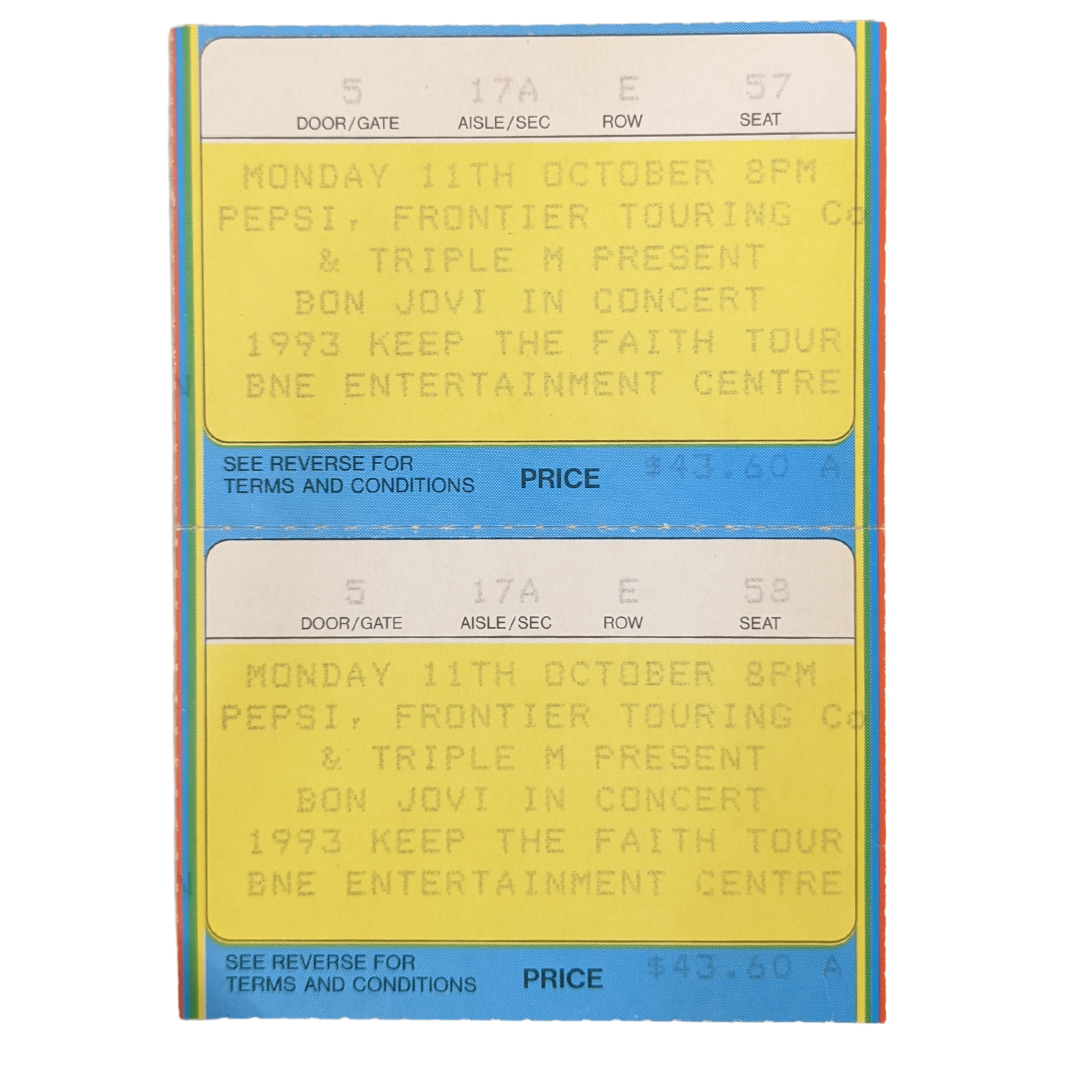 5 17A E 57
DOOR/GATE AISLE/SEC ROW SEAT
MONDAY 11TH OCTOBER 8PM
PEPSI, FRONTIER TOURING Co
& TRIPLE M PRESENT
BON JOVI IN CONCERT
1993 KEEP THE FAITH TOUR
N BNE ENTERTAINMENT CENTRE
SEE REVERSE FOR
TERMS AND CONDITIONS
PRICE $43.60 A
5 17A E 58
DOOR/GATE AISLE/SEC ROW SEAT
MONDAY 11TH OCTOBER 8PM
PEPSI, FRONTIER TOURING Co
& TRIPLE M PRESENT
BON JOVI IN CONCERT
1993 KEEP THE FAITH TOUR
N BNE ENTERTAINMENT CENTRE
SEE REVERSE FOR
TERMS AND CONDITIONS
PRICE $43.60 A